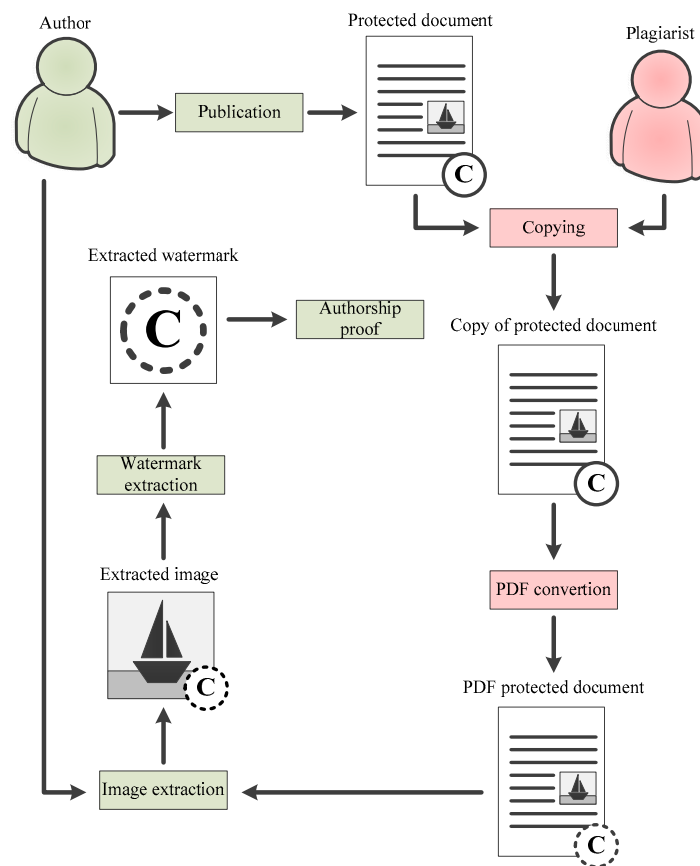 Author
Protected document
Plagiarist
Publication
C
Copying
Extracted watermark
C
Authorship
proof
Copy of protected document
C
Watermark
extraction
PDF convertion
Extracted image
C
PDF protected document
Image extraction
C